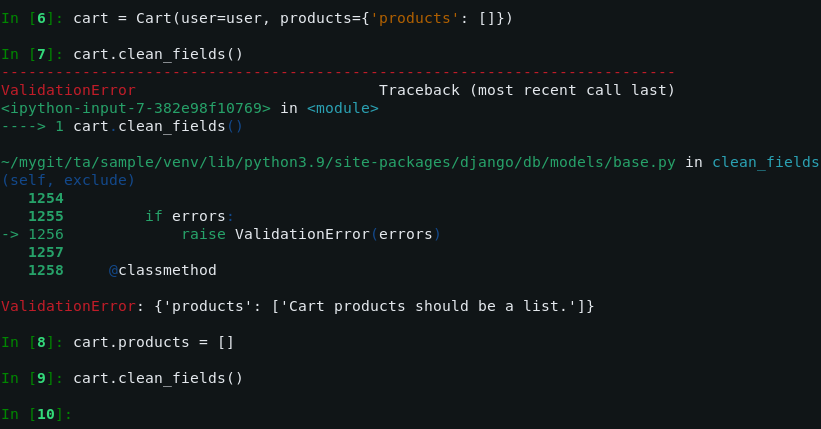 In [6]: cart = Cart(user=user, products={'products': []})
In [7]: cart.clean_fields()
---------------------------------------------------------------------------
ValidationError                           Traceback (most recent call last)
<ipython-input-7-382e98f10769> in <module>
----> 1 cart.clean_fields()
~/mygit/ta/sample/venv/lib/python3.9/site-packages/django/db/models/base.py in clean_fields
(self, exclude)
   1254
   1255         if errors:
-> 1256             raise ValidationError(errors)
   1257
   1258     @classmethod
ValidationError: {'products': ['Cart products should be a list.']}
In [8]: cart.products = []
In [9]: cart.clean_fields()
In [10]: